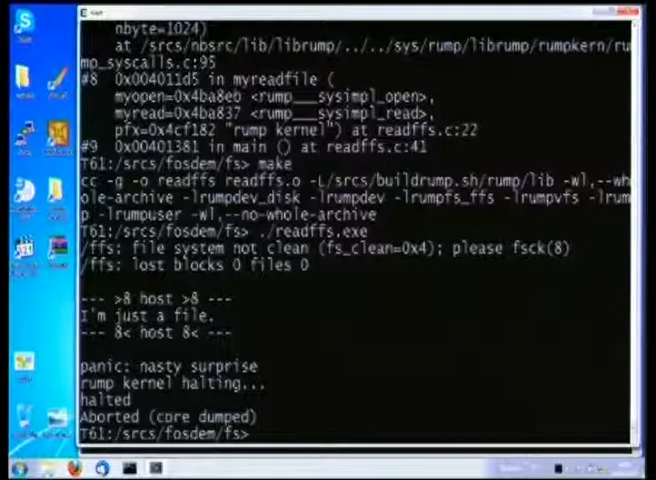 nbyte=1024)
at /srcs/nbsrc/lib/librump/../../sys/rump/librump/rumpkern/ru
mp_syscalls.c:95
#8  0x004011d5 in myreadfile (
myopen=0x4ba8e0 <rump___sysimpl_open>,
myread=0x4ba837 <rump___sysimpl_read>,
pfx=0x4cf182 "rump kernel") at readffs.c:22
#9  0x00401381 in main () at readffs.c:41
T61:/srcs/fosdem/fs> make
cc -g -o readffs readffs.o -L/srcs/buildrump.sh/rump/lib -Wl,--wh
ole-archive -lrumpdev_disk -lrumpdev -lrumpfs_ffs -lrumpvfs -lrum
p -lrumpuser -Wl,--no-whole-archive
T61:/srcs/fosdem/fs> ./readffs.exe
/ffs: file system not clean (fs_clean=0x4); please fsck(8)
/ffs: lost blocks 0 files 0
--- >8 host >8 ---
I'm just a file.
--- 8< host 8< ---
panic: nasty surprise
rump kernel halting...
halted
Aborted (core dumped)
T61:/srcs/fosdem/fs>